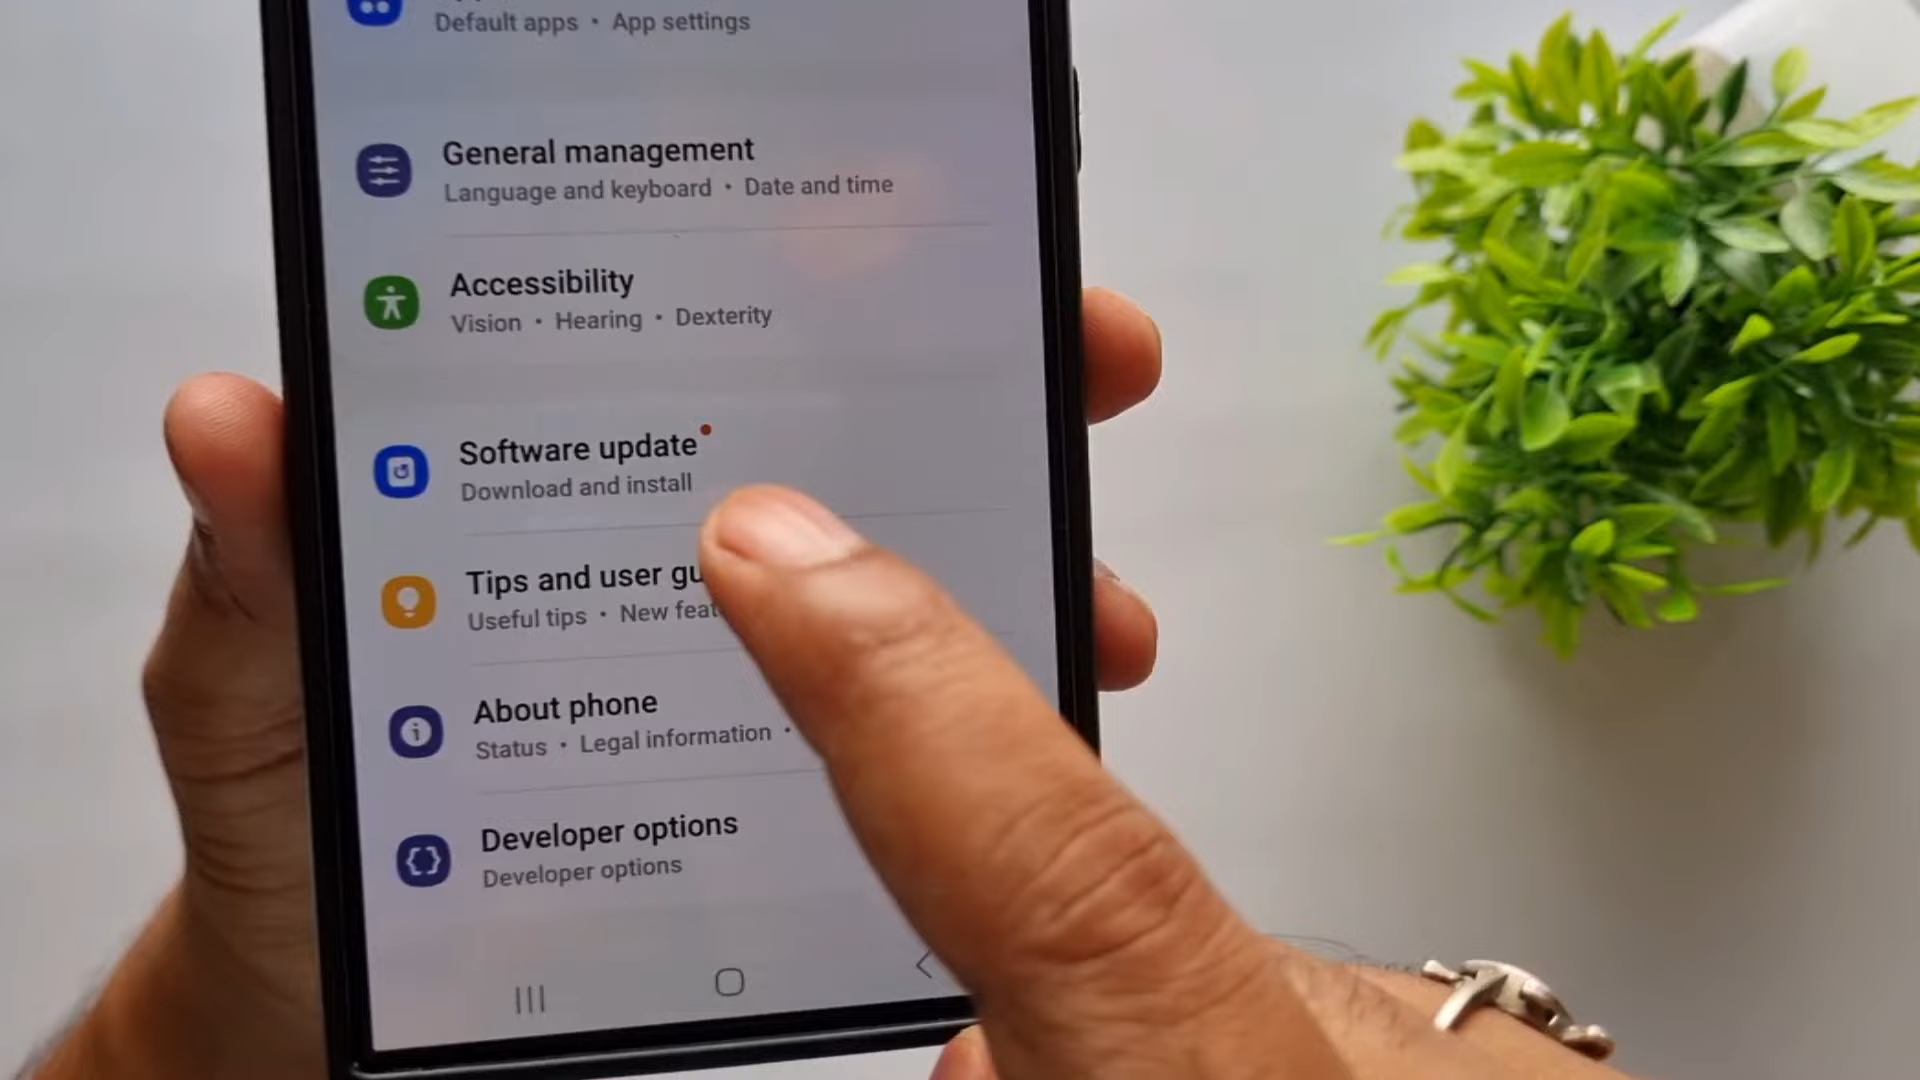 Default apps • App settings
General management
Language and keyboard • Date and time
Accessibility
Vision • Hearing • Dexterity
Software update
Download and install
Tips and user gu
Useful tips • New feat
About phone
Status • Legal information •
Developer options
Developer options